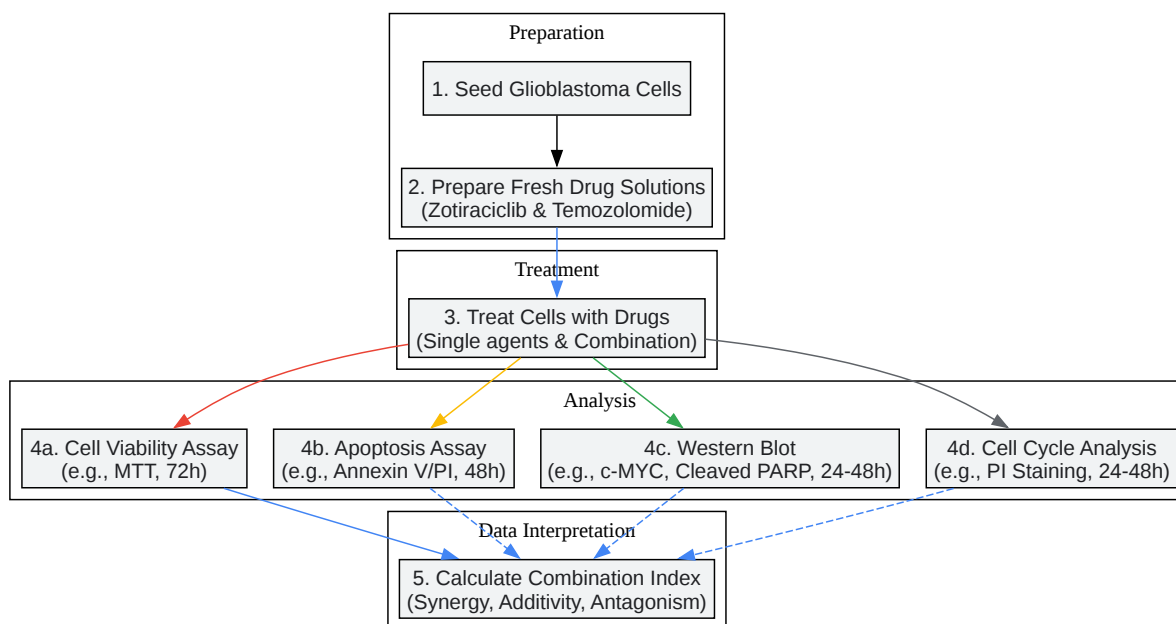 Preparation
1. Seed Glioblastoma Cells
2. Prepare Fresh Drug Solutions
(Zotiraciclib & Temozolomide)
Treatment
3. Treat Cells with Drugs
(Single agents & Combination)
Analysis
4a. Cell Viability Assay
(e.g., MTT, 72h)
4b. Apoptosis Assay
(e.g., Annexin V/PI, 48h)
4c. Western Blot
(e.g., c-MYC, Cleaved PARP, 24-48h)
4d. Cell Cycle Analysis
(e.g., PI Staining, 24-48h)
Data Interpretation
5. Calculate Combination Index
(Synergy, Additivity, Antagonism)